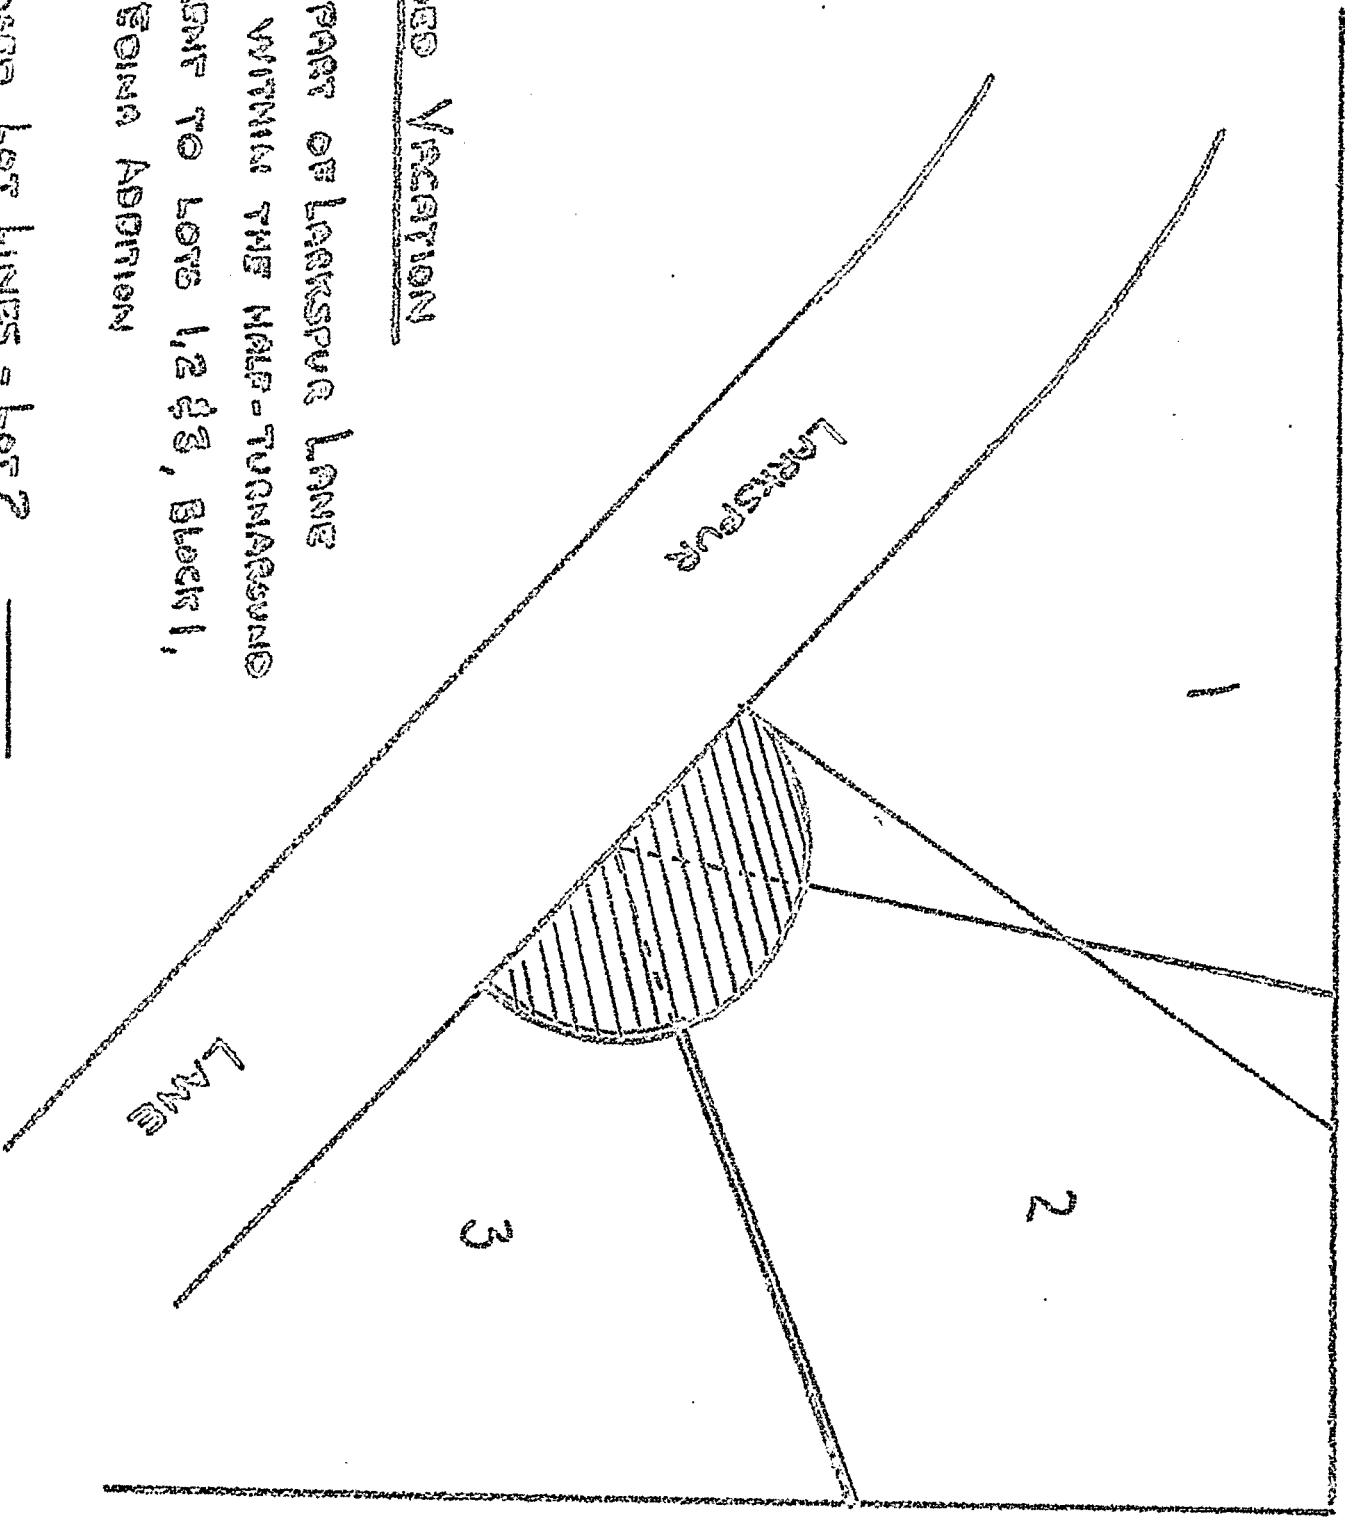 VACATION
PART OF LARKSPUR LANE
WITHIN THE HALF-TURNAROUND
TO LOTS 1, 2 & 3, BLOCK 1,
ADDITION
LOT LINES - LOT
LARKSPUR
LANE
1
2
3